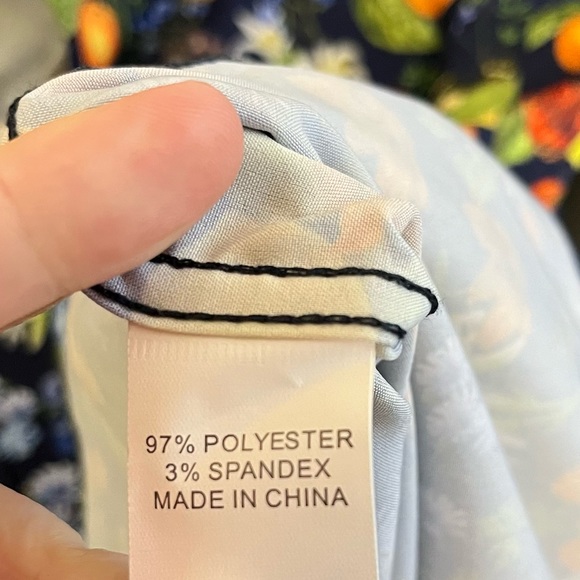 97% POLYESTER
3% SPANDEX
MADE IN CHINA